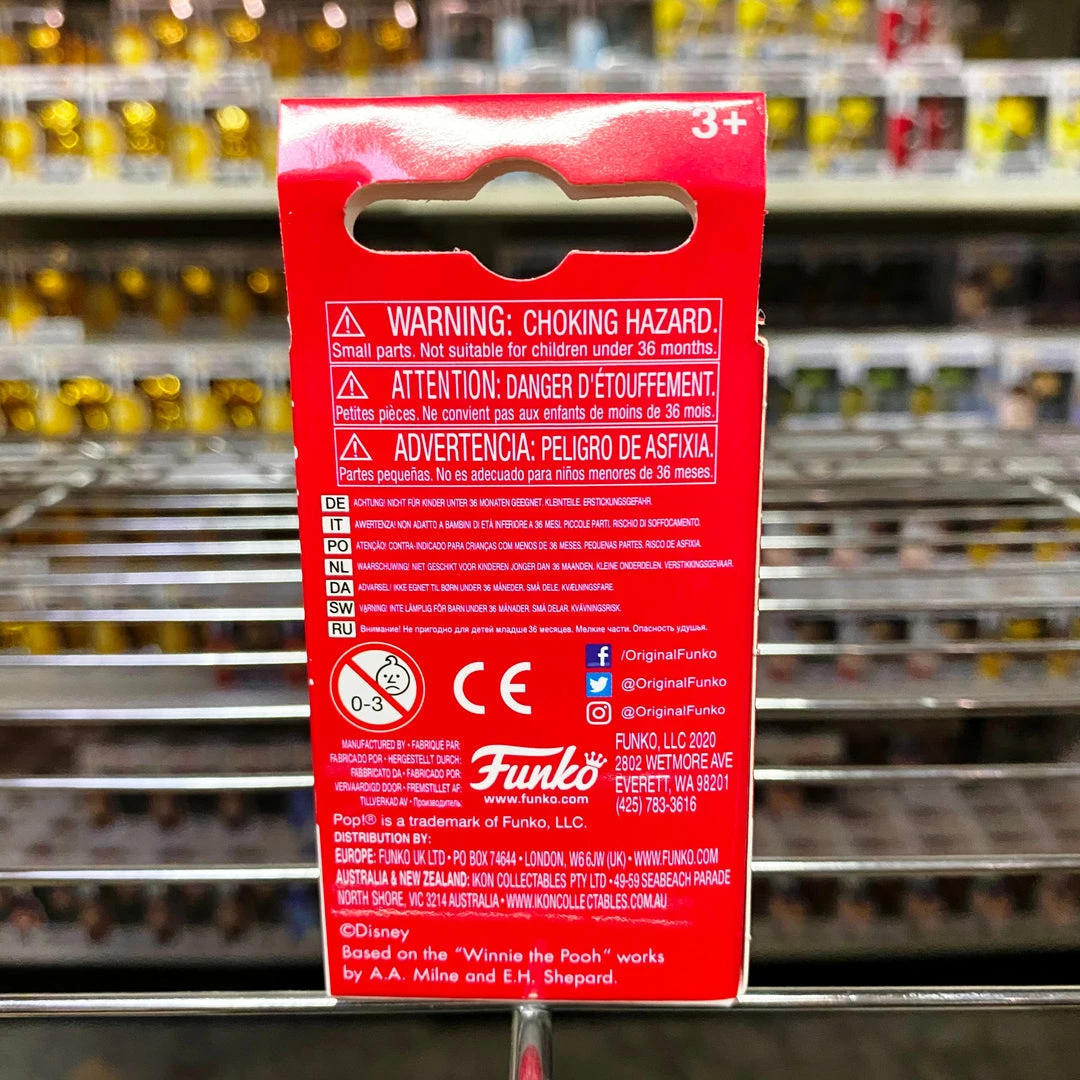 3+
WARNING: CHOKING HAZARD.
Small parts. Not suitable for children under 36 months.
ATTENTION: DANGER D'ÉTOUFFEMENT.
Petites pièces. Ne convient pas aux enfants de moins de 36 mois.
ADVERTENCIA: PELIGRO DE ASFIXIA.
Partes pequeñas. No es adecuado para niños menores de 36 meses.
DE ACHTUNG! NICHT FÜR KINDER UNTER 36 MONATEN GEEGNET. KLEINTEILE. ERSTICKUNGSGEFAHR.
IT AWERTENZA! NON ADATTO A BAMBINI DI ETÀ INFERIORE A 36 MESI. PICCOLE PARTI. RISCHIO DI SOFFOCAMENTO.
PO ATENÇÃO! CONTRA-INDICADO PARA CRIANÇAS COM MENOS DE 36 MESES. PEQUENAS PARTES. RISCO DE ASFIXIA.
NL WAARSCHUWING! NIET GESCHIKT VOOR KINDEREN JONGER DAN 36 MAANDEN. KLEINE ONDERDELEN. VERSTIKKINGSGEVAAR.
DA ADVARSEL! IKKE EGNET TIL BØRN UNDER 36 MÅNEDER. SMÅ DELE. KVÆLNINGSFARE.
SW VARNING! INTE LÄMPLIG FÖR BARN UNDER 36 MÅNADER. SMÅ DELAR. KVÄVNINGSRISK.
RU Внимание! Не пригодно для детей младше 36 месяцев. Мелкие части. Опасность удушья.
0-3
CE
/OriginalFunko
@OriginalFunko
@OriginalFunko
MANUFACTURED BY • FABRIQUÉ PAR:
FABRICADO POR • HERGESTELLT DURCH:
FABBRICATO DA • FABRICADO POR:
VERVAARDIGD DOOR • FREMSTILLET AF:
TILLVERKAD AV • Производитель:
Funko
www.funko.com
FUNKO, LLC 2020
2802 WETMORE AVE
EVERETT, WA 98201
(425) 783-3616
Pop!® is a trademark of Funko, LLC.
DISTRIBUTION BY:
EUROPE: FUNKO UK LTD • PO BOX 74644 • LONDON, W6 6JW (UK) • WWW.FUNKO.COM
AUSTRALIA & NEW ZEALAND: IKON COLLECTABLES PTY LTD • 49-59 SEABEACH PARADE
NORTH SHORE, VIC 3214 AUSTRALIA • WWW.IKONCOLLECTABLES.COM.AU
©Disney
Based on the "Winnie the Pooh" works
by A.A. Milne and E.H. Shepard.